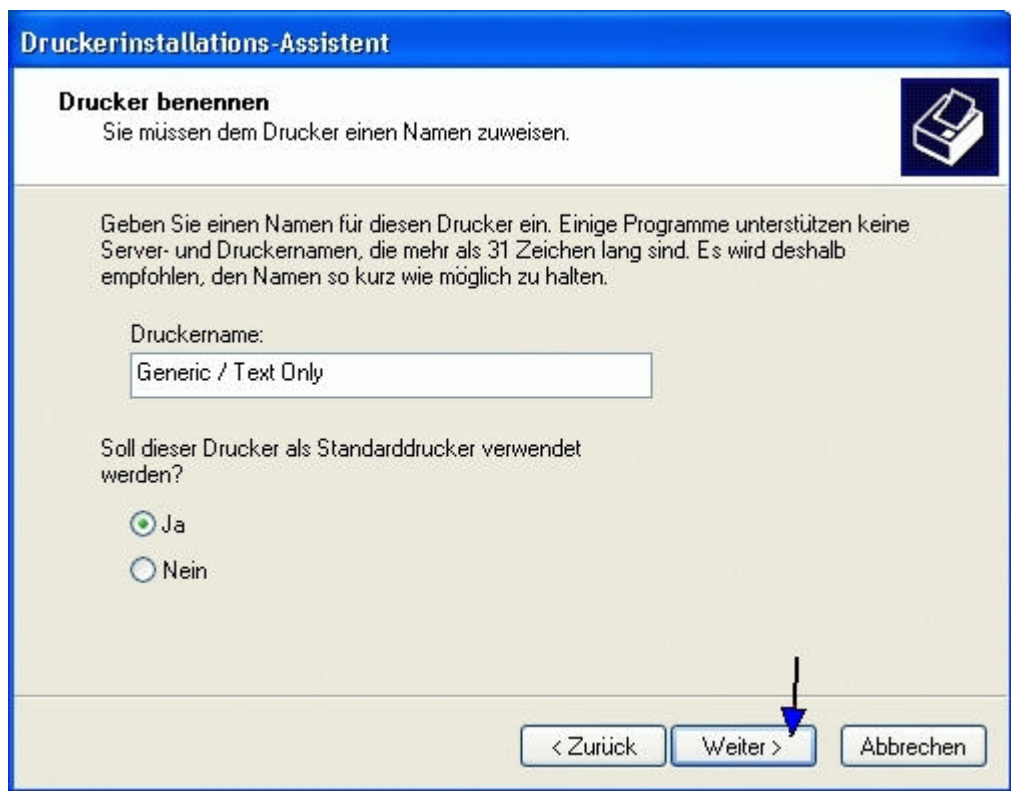 Druckerinstallations-Assistent
Drucker benennen
Sie müssen dem Drucker einen Namen zuweisen.
Geben Sie einen Namen für diesen Drucker ein. Einige Programme unterstützen keine
Server- und Druckernamen, die mehr als 31 Zeichen lang sind. Es wird deshalb
empfohlen, den Namen so kurz wie möglich zu halten.
Druckername:
Generic / Text Only
Soll dieser Drucker als Standarddrucker verwendet
werden?
Ja
Nein
< Zurück Weiter > Abbrechen